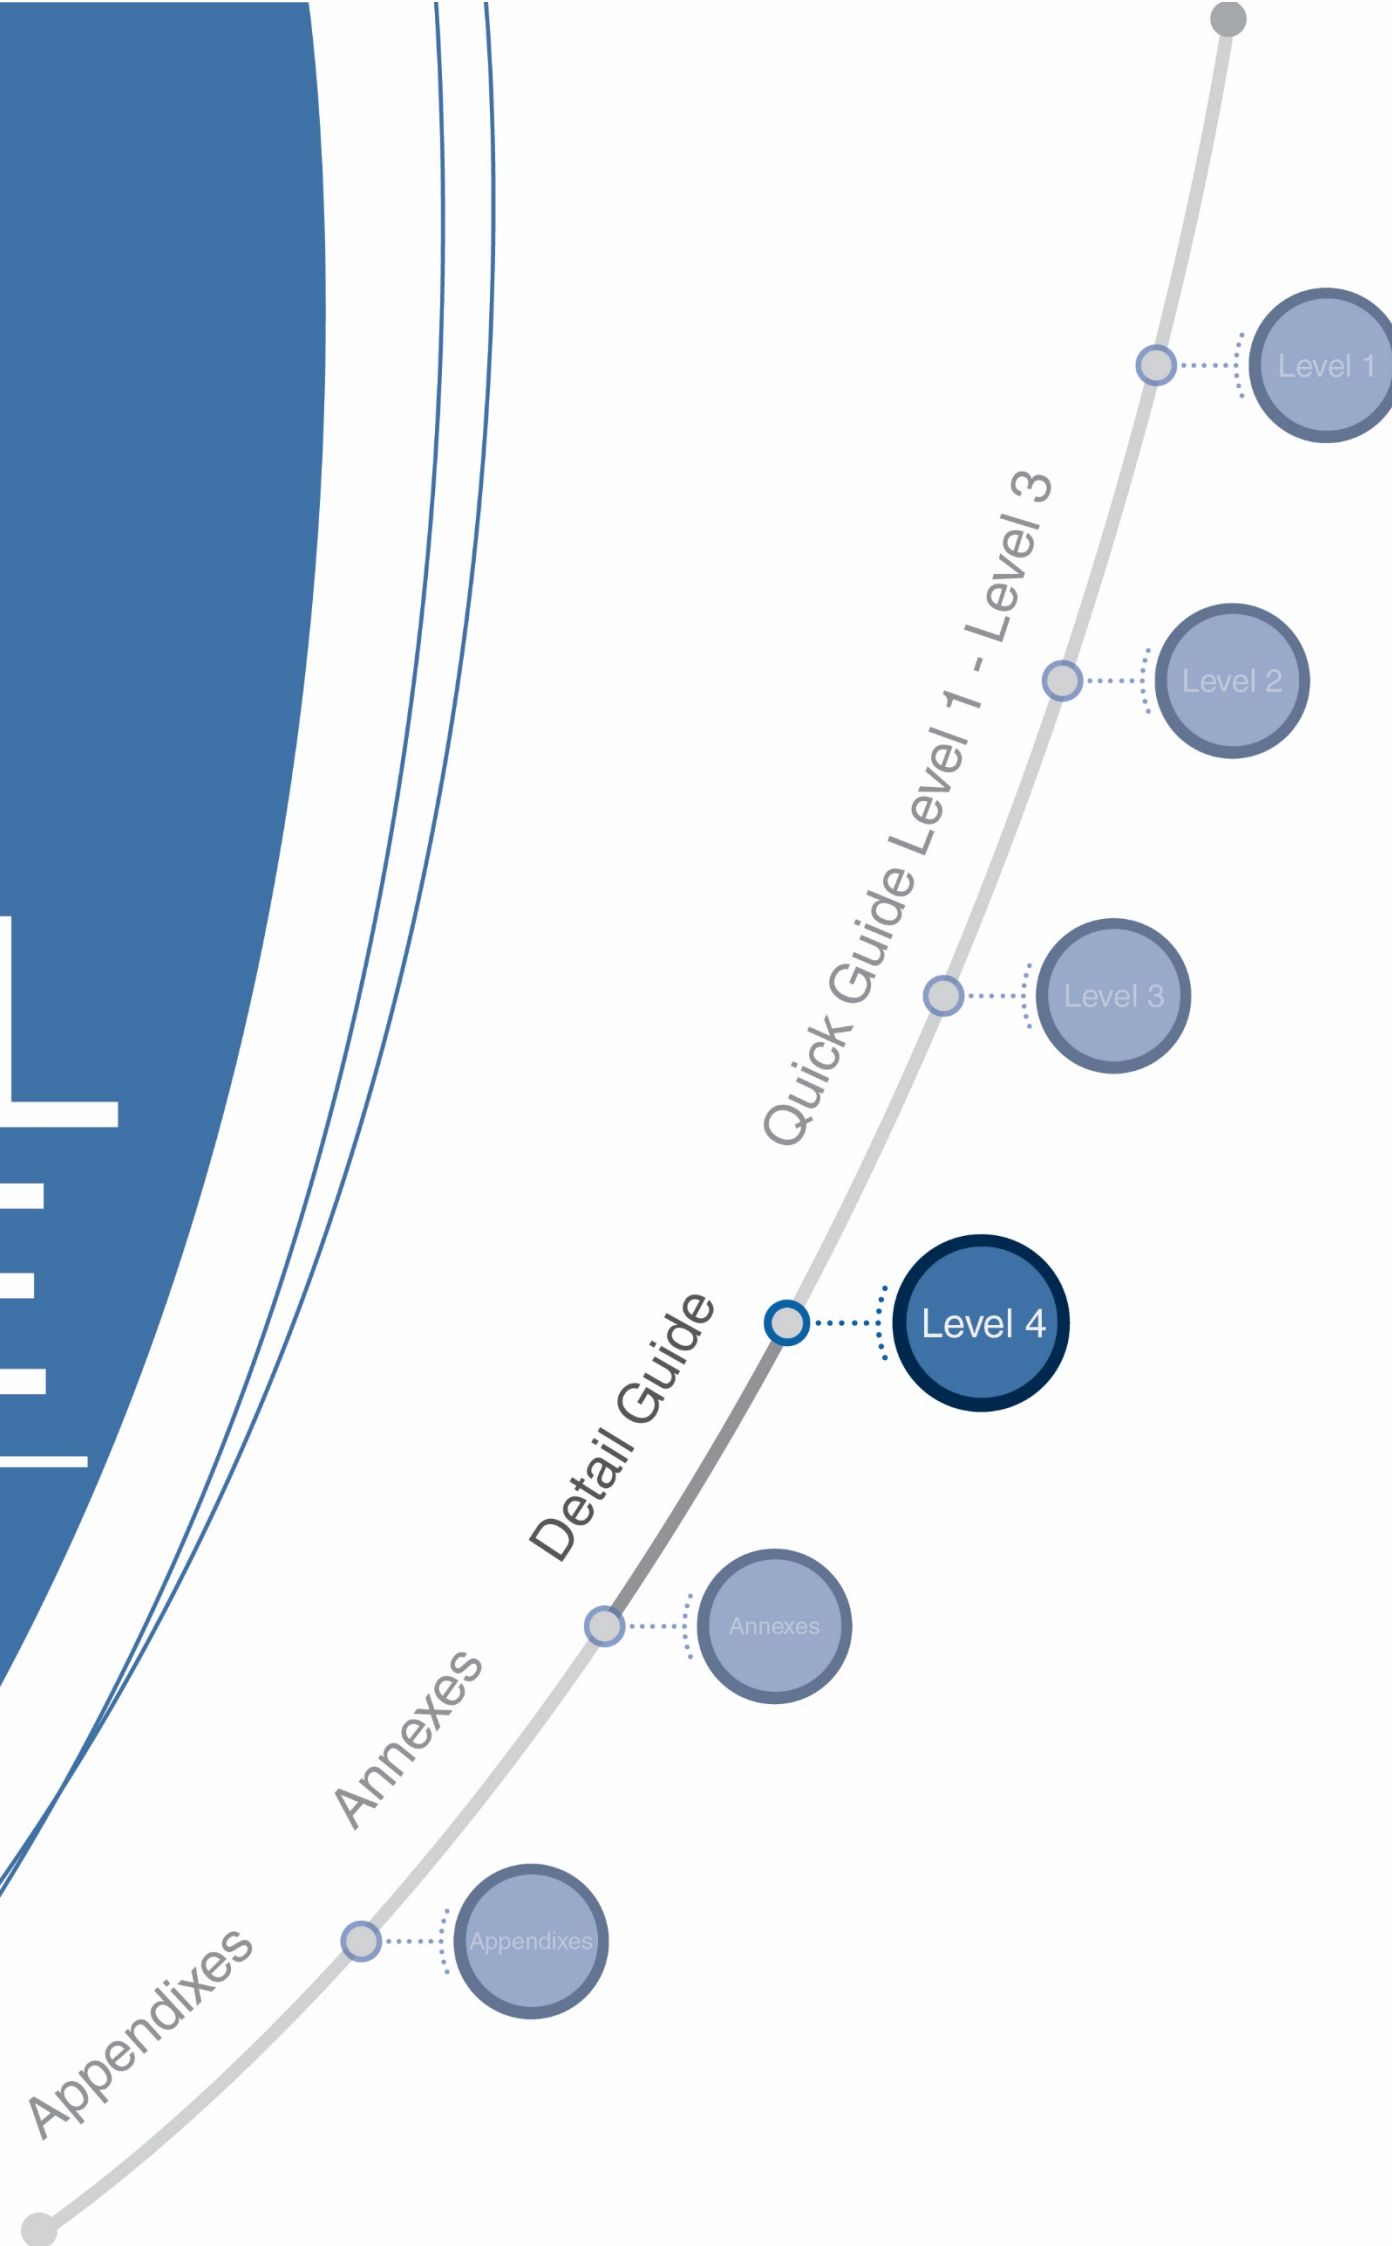 Level 1
Quick Guide Level 1 - Level 3
Level 2
Level 3
Level 4
Detail Guide
Annexes
Annexes
Appendixes
Appendixes